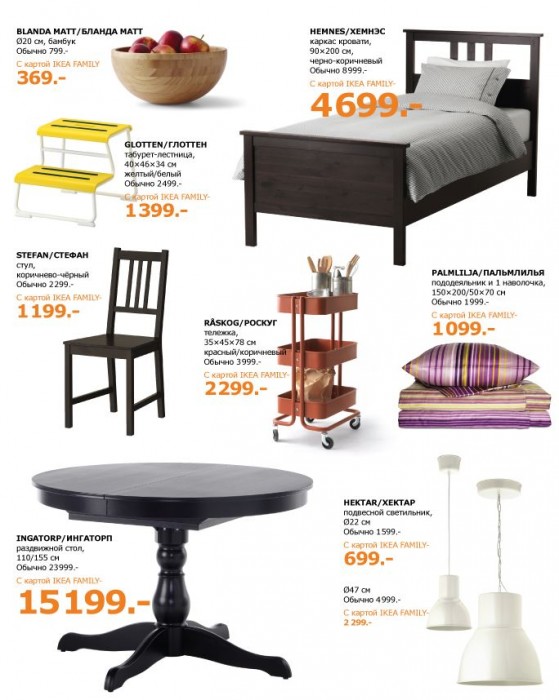 BLANDA MATT/БЛАНДА МАТТ
Ø20 см, бамбук
Обычно 799.-
С картой IKEA FAMILY
369.-
HEMNES/ХЕМНЭС
каркас кровати,
90×200 см,
черно-коричневый
Обычно 8999.-
С картой IKEA FAMILY-
4699.-
GLOTTEN/ГЛОТТЕН
табурет-лестница,
40×46×34 см
желтый/белый
Обычно 2499.-
С картой IKEA FAMILY-
1399.-
STEFAN/СТЕФАН
стул,
коричнево-чёрный
Обычно 2299.-
С картой IKEA FAMILY-
1199.-
RÅSKOG/РОСКУГ
тележка,
35×45×78 см
красный/коричневый
Обычно 3999.-
С картой IKEA FAMILY-
2299.-
PALMLILJA/ПАЛЬМЛИЛЬЯ
пододеяльник и 1 наволочка,
150×200/50×70 см
Обычно 1999.-
С картой IKEA FAMILY-
1099.-
INGATORP/ИНГАТОРП
раздвижной стол,
110/155 см
Обычно 23999.-
С картой IKEA FAMILY-
15199.-
HEKTAR/ХЕКТАР
подвесной светильник,
Ø22 см
Обычно 1599.-
С картой IKEA FAMILY-
699.-
Ø47 см
Обычно 4999.-
С картой IKEA FAMILY-
2 299.-